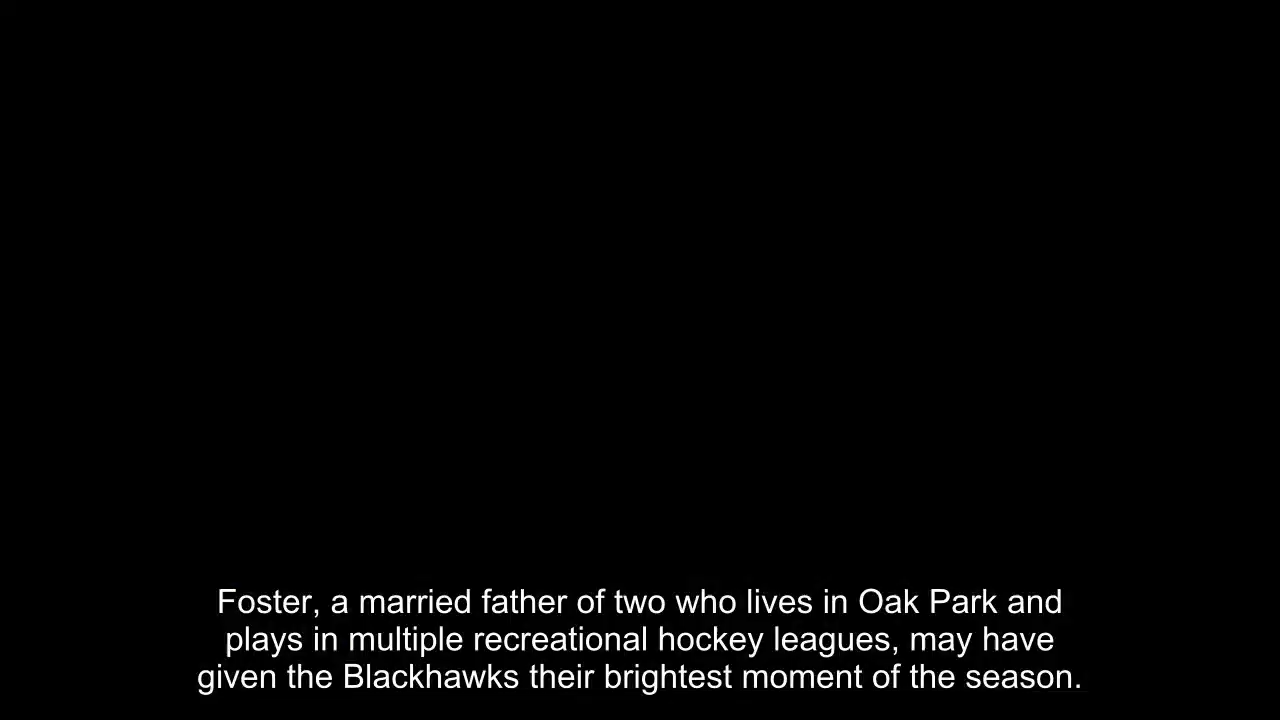 Foster, a married father of two who lives in Oak Park and
plays in multiple recreational hockey leagues, may have
given the Blackhawks their brightest moment of the season.